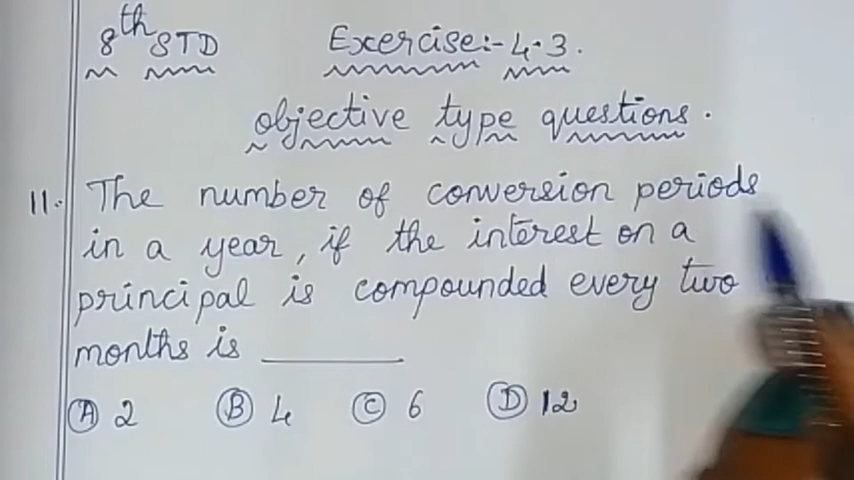 8th STD Exercise:- 4.3.
objective type questions.
11. The number of conversion periods
in a year, if the interest on a
principal is compounded every two
months is ________
(A) 2 (B) 4 (C) 6 (D) 12